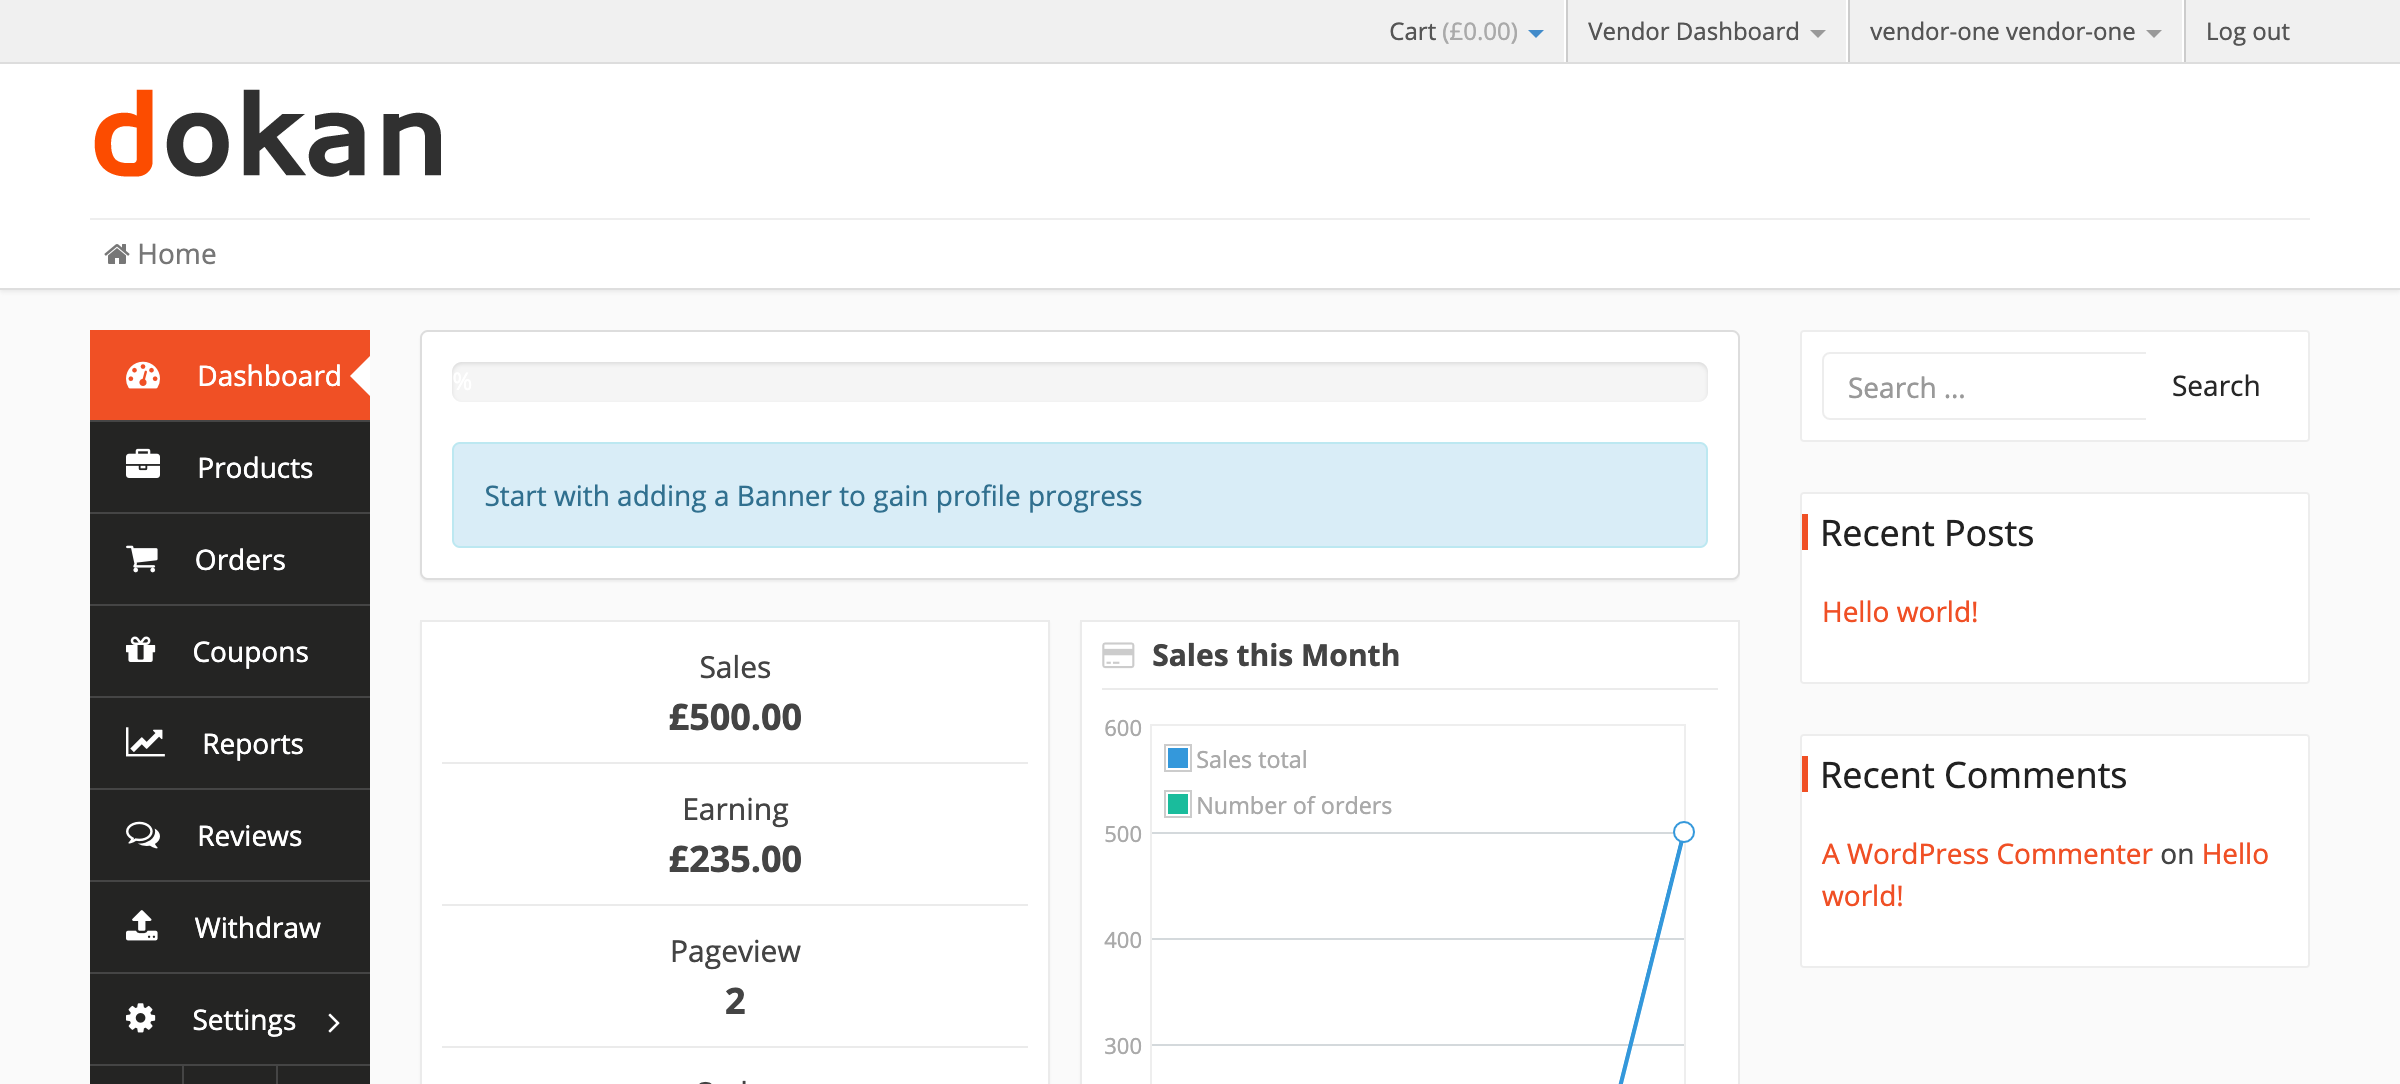 Cart (£0.00)
Vendor Dashboard
vendor-one vendor-one
Log out
dokan
Home
Dashboard
Products
Orders
Coupons
Reports
Reviews
Withdraw
Settings
%
Start with adding a Banner to gain profile progress
Sales
£500.00
Earning
£235.00
Pageview
2
Sales this Month
600
Sales total
Number of orders
500
400
300
Search ...
Search
Recent Posts
Hello world!
Recent Comments
A WordPress Commenter on Hello
world!